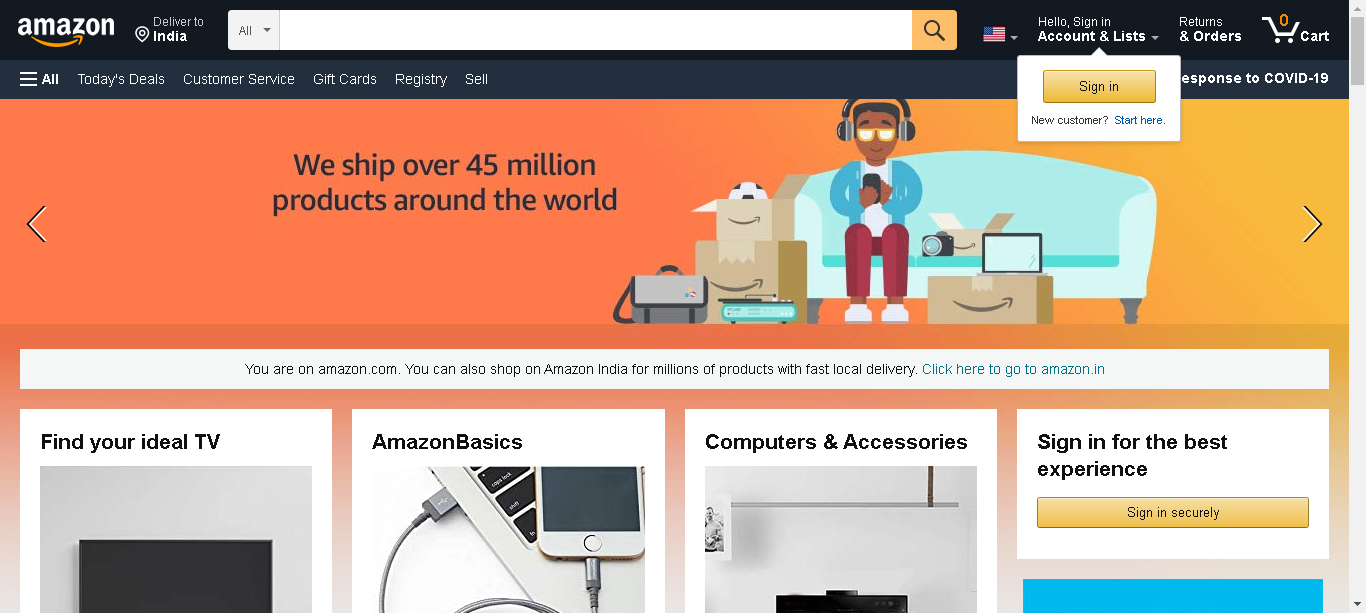 amazon
Deliver to
India
All
Hello, Sign in
Account & Lists
Returns
& Orders
0
Cart
All
Today's Deals
Customer Service
Gift Cards
Registry
Sell
esponse to COVID-19
Sign in
New customer? Start here.
We ship over 45 million
products around the world
You are on amazon.com. You can also shop on Amazon India for millions of products with fast local delivery. Click here to go to amazon.in
Find your ideal TV
AmazonBasics
Computers & Accessories
Sign in for the best
experience
Sign in securely
caps lock
shift
fn